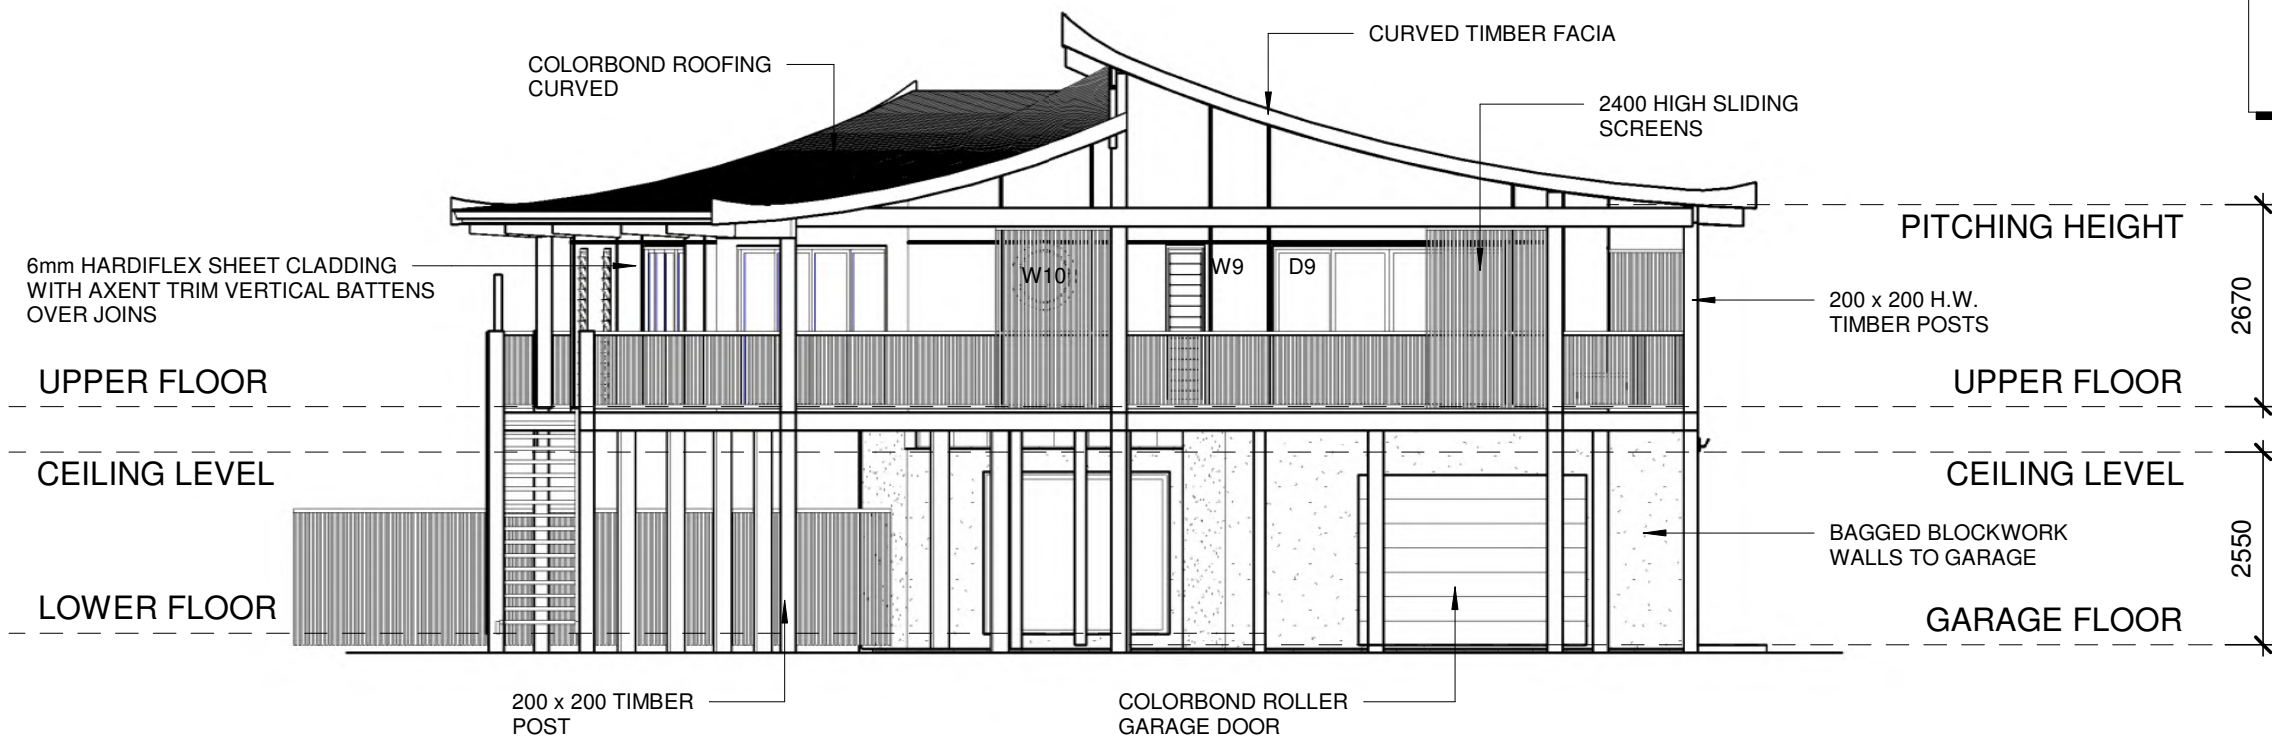 CURVED TIMBER FACIA
COLORBOND ROOFING
CURVED
2400 HIGH SLIDING
SCREENS
PITCHING HEIGHT
6mm HARDIFLEX SHEET CLADDING
WITH AXENT TRIM VERTICAL BATTENS
OVER JOINS
W10
W9
D9
200 x 200 H.W.
TIMBER POSTS
2670
UPPER FLOOR
UPPER FLOOR
CEILING LEVEL
CEILING LEVEL
BAGGED BLOCKWORK
WALLS TO GARAGE
2550
LOWER FLOOR
GARAGE FLOOR
200 x 200 TIMBER
POST
COLORBOND ROLLER
GARAGE DOOR